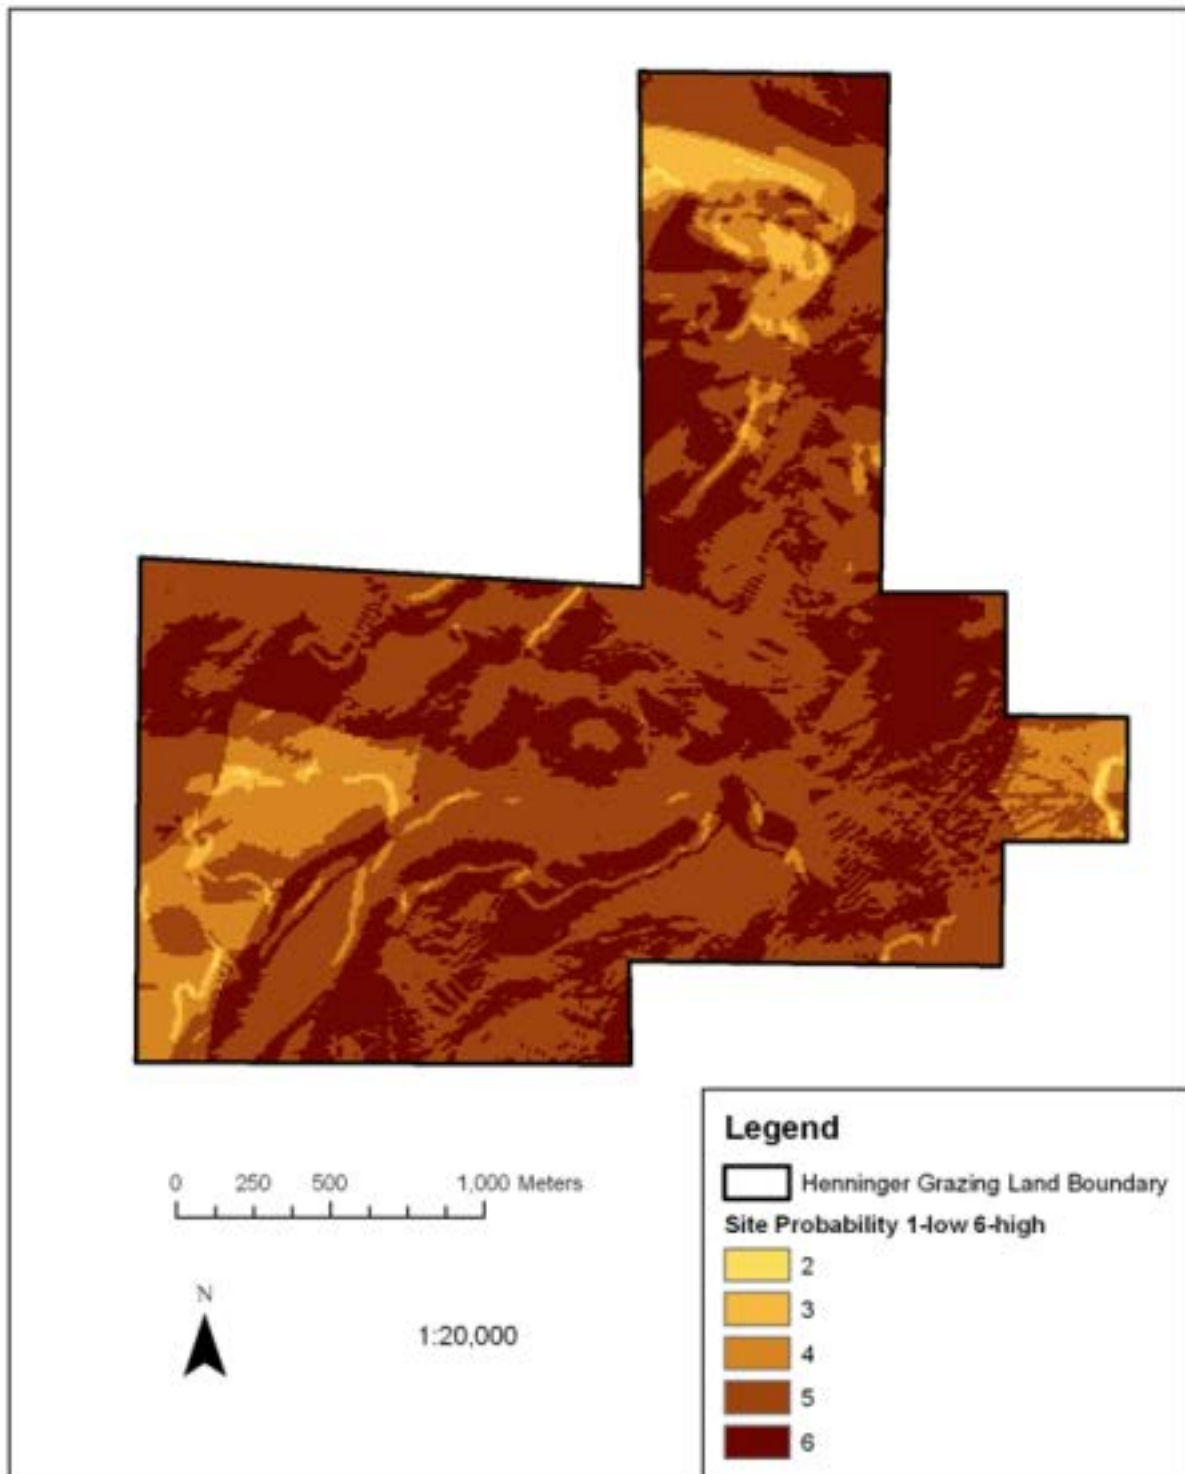 0 250 500 1,000 Meters
N
1:20,000
Legend
Henninger Grazing Land Boundary
Site Probability 1-low 6-high
2
3
4
5
6